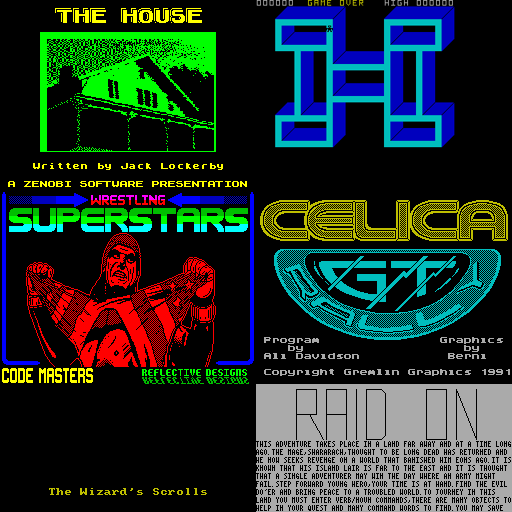 THE HOUSE
Written by Jack Lockerby
A ZENOBI SOFTWARE PRESENTATION
000000 GAME OVER HIGH 000000
H
WRESTLING
SUPERSTARS
CODE MASTERS
REFLECTIVE DESIGNS
CELICA
GT
RALLY
Program Graphics
by by
Ali Davidson Berni
Copyright Gremlin Graphics 1991
The Wizard's Scrolls
RAID ON
THIS ADVENTURE TAKES PLACE IN A LAND FAR AWAY AND AT A TIME LONG
AGO.THE MAGE,SHARARACH,THOUGHT TO BE LONG DEAD HAS RETURNED AND
HE NOW SEEKS REVENGE ON A WORLD THAT BANISHED HIM EONS AGO.IT IS
KNOWN THAT HIS ISLAND LAIR IS FAR TO THE EAST AND IT IS THOUGHT
THAT A SINGLE ADVENTURER MAY WIN THE DAY WHERE AN ARMY MIGHT
FAIL.STEP FORWARD YOUNG HERO,YOUR TIME IS AT HAND.FIND THE EVIL
DO'ER AND BRING PEACE TO A TROUBLED WORLD.TO JOURNEY IN THIS
LAND YOU MUST ENTER VERB/NOUN COMMANDS,THERE ARE MANY OBJECTS TO
HELP IN YOUR QUEST AND MANY COMMAND WORDS TO FIND.YOU MAY SAVE